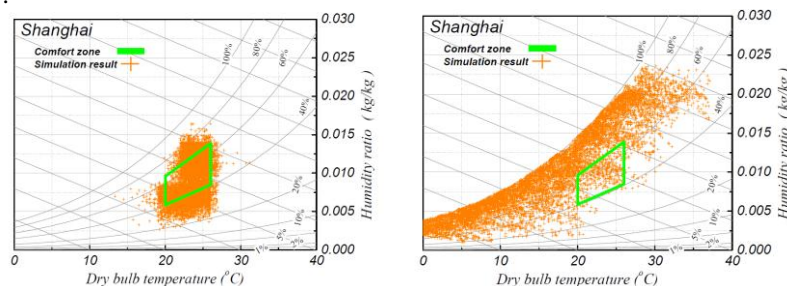 .
Shanghai
Comfort zone
Simulation result
100%
80%
60%
40%
20%
10%
5%
2%
1%
0.030
0.025
0.020
0.015
0.010
0.005
0.000
Humidity ratio ( kg/kg )
0 10 20 30 40
Dry bulb temperature (°C)
Shanghai
Comfort zone
Simulation result
100%
80%
60%
40%
20%
10%
5%
2%
1%
0.030
0.025
0.020
0.015
0.010
0.005
0.000
Humidity ratio ( kg/kg )
0 10 20 30 40
Dry bulb temperature (°C)